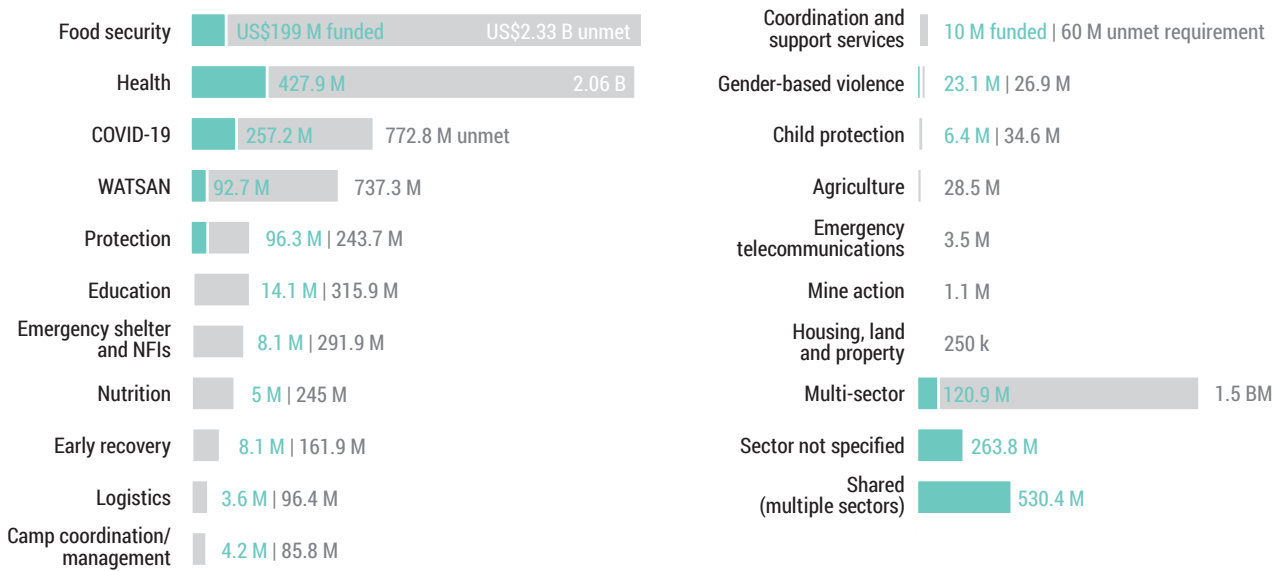 Food security US$199 M funded US$2.33 B unmet
Health 427.9 M 2.06 B
COVID-19 257.2 M 772.8 M unmet
WATSAN 92.7 M 737.3 M
Protection 96.3 M | 243.7 M
Education 14.1 M | 315.9 M
Emergency shelter
and NFIs 8.1 M | 291.9 M
Nutrition 5 M | 245 M
Early recovery 8.1 M | 161.9 M
Logistics 3.6 M | 96.4 M
Camp coordination/
management 4.2 M | 85.8 M
Coordination and
support services 10 M funded | 60 M unmet requirement
Gender-based violence 23.1 M | 26.9 M
Child protection 6.4 M | 34.6 M
Agriculture 28.5 M
Emergency
telecommunications 3.5 M
Mine action 1.1 M
Housing, land
and property 250 k
Multi-sector 120.9 M 1.5 BM
Sector not specified 263.8 M
Shared
(multiple sectors) 530.4 M